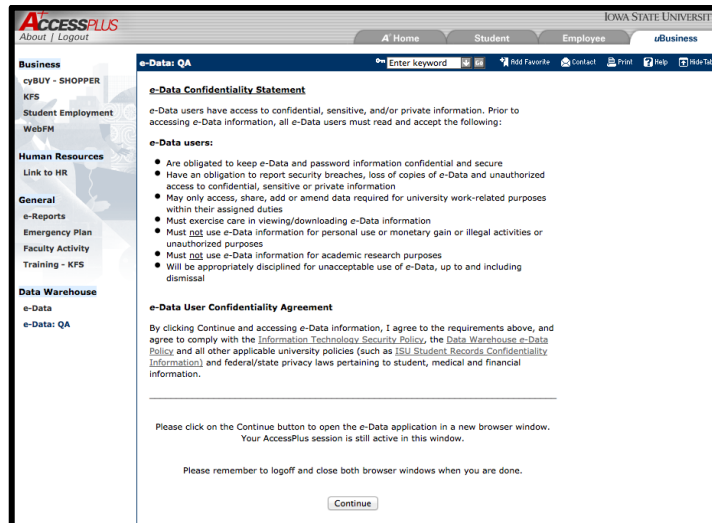 IOWA STATE UNIVERSIT
ACCESSPLUS
About | Logout
A+ Home
Student
Employee
uBusiness
e-Data: QA
Enter keyword
Go
Add Favorite
Contact
Print
Help
HideTab
Business
cyBUY - SHOPPER
KFS
Student Employment
WebFM
Human Resources
Link to HR
General
e-Reports
Emergency Plan
Faculty Activity
Training - KFS
Data Warehouse
e-Data
e-Data: QA
e-Data Confidentiality Statement
e-Data users have access to confidential, sensitive, and/or private information. Prior to
accessing e-Data information, all e-Data users must read and accept the following:
e-Data users:
● Are obligated to keep e-Data and password information confidential and secure
● Have an obligation to report security breaches, loss of copies of e-Data and unauthorized
access to confidential, sensitive or private information
● May only access, share, add or amend data required for university work-related purposes
within their assigned duties
● Must exercise care in viewing/downloading e-Data information
● Must not use e-Data information for personal use or monetary gain or illegal activities or
unauthorized purposes
● Must not use e-Data information for academic research purposes
● Will be appropriately disciplined for unacceptable use of e-Data, up to and including
dismissal
e-Data User Confidentiality Agreement
By clicking Continue and accessing e-Data information, I agree to the requirements above, and
agree to comply with the Information Technology Security Policy, the Data Warehouse e-Data
Policy and all other applicable university policies (such as ISU Student Records Confidentiality
Information) and federal/state privacy laws pertaining to student, medical and financial
information.
Please click on the Continue button to open the e-Data application in a new browser window.
Your AccessPlus session is still active in this window.
Please remember to logoff and close both browser windows when you are done.
Continue